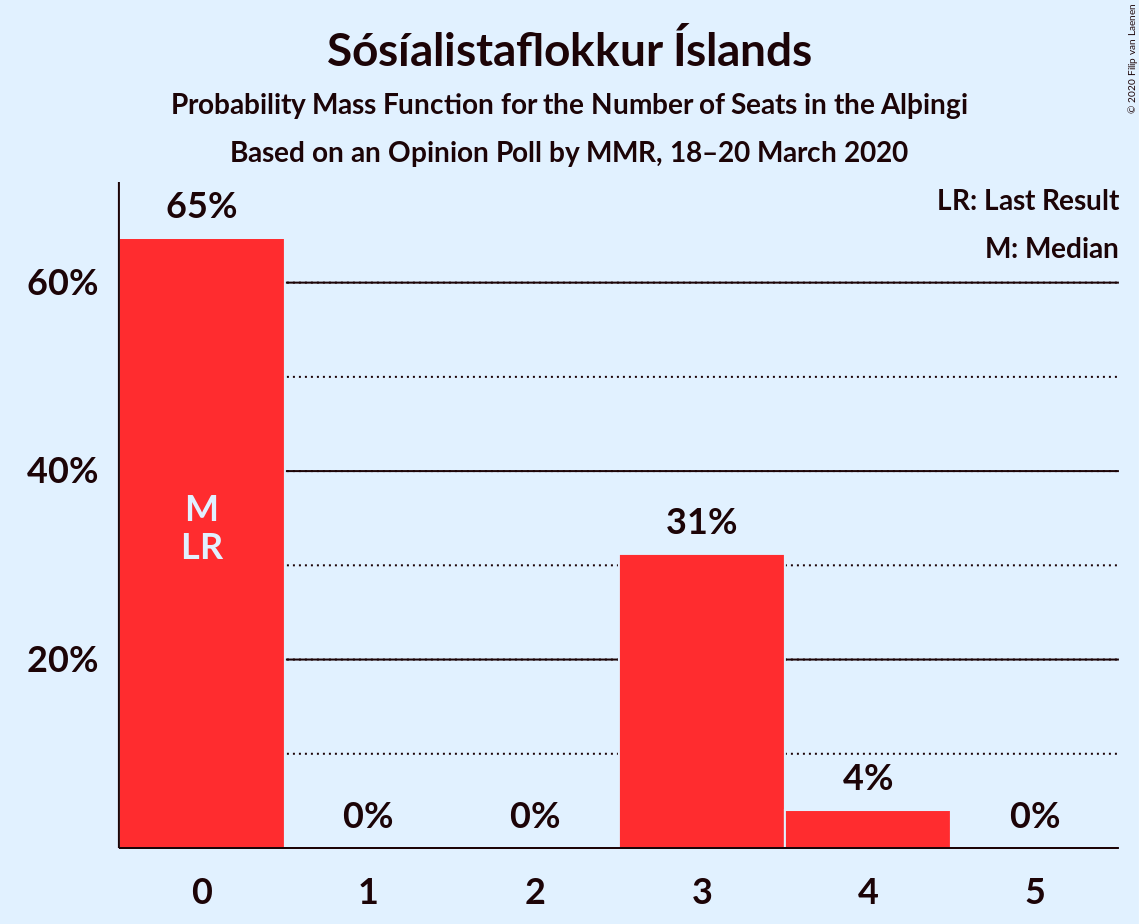 Sósíalistaflokkur Íslands
Probability Mass Function for the Number of Seats in the Alþingi
Based on an Opinion Poll by MMR, 18–20 March 2020
© 2020 Filip van Laenen
LR: Last Result
M: Median
65%
60%
40%
M
LR
31%
20%
4%
0%
0%
0%
0
1
2
3
4
5